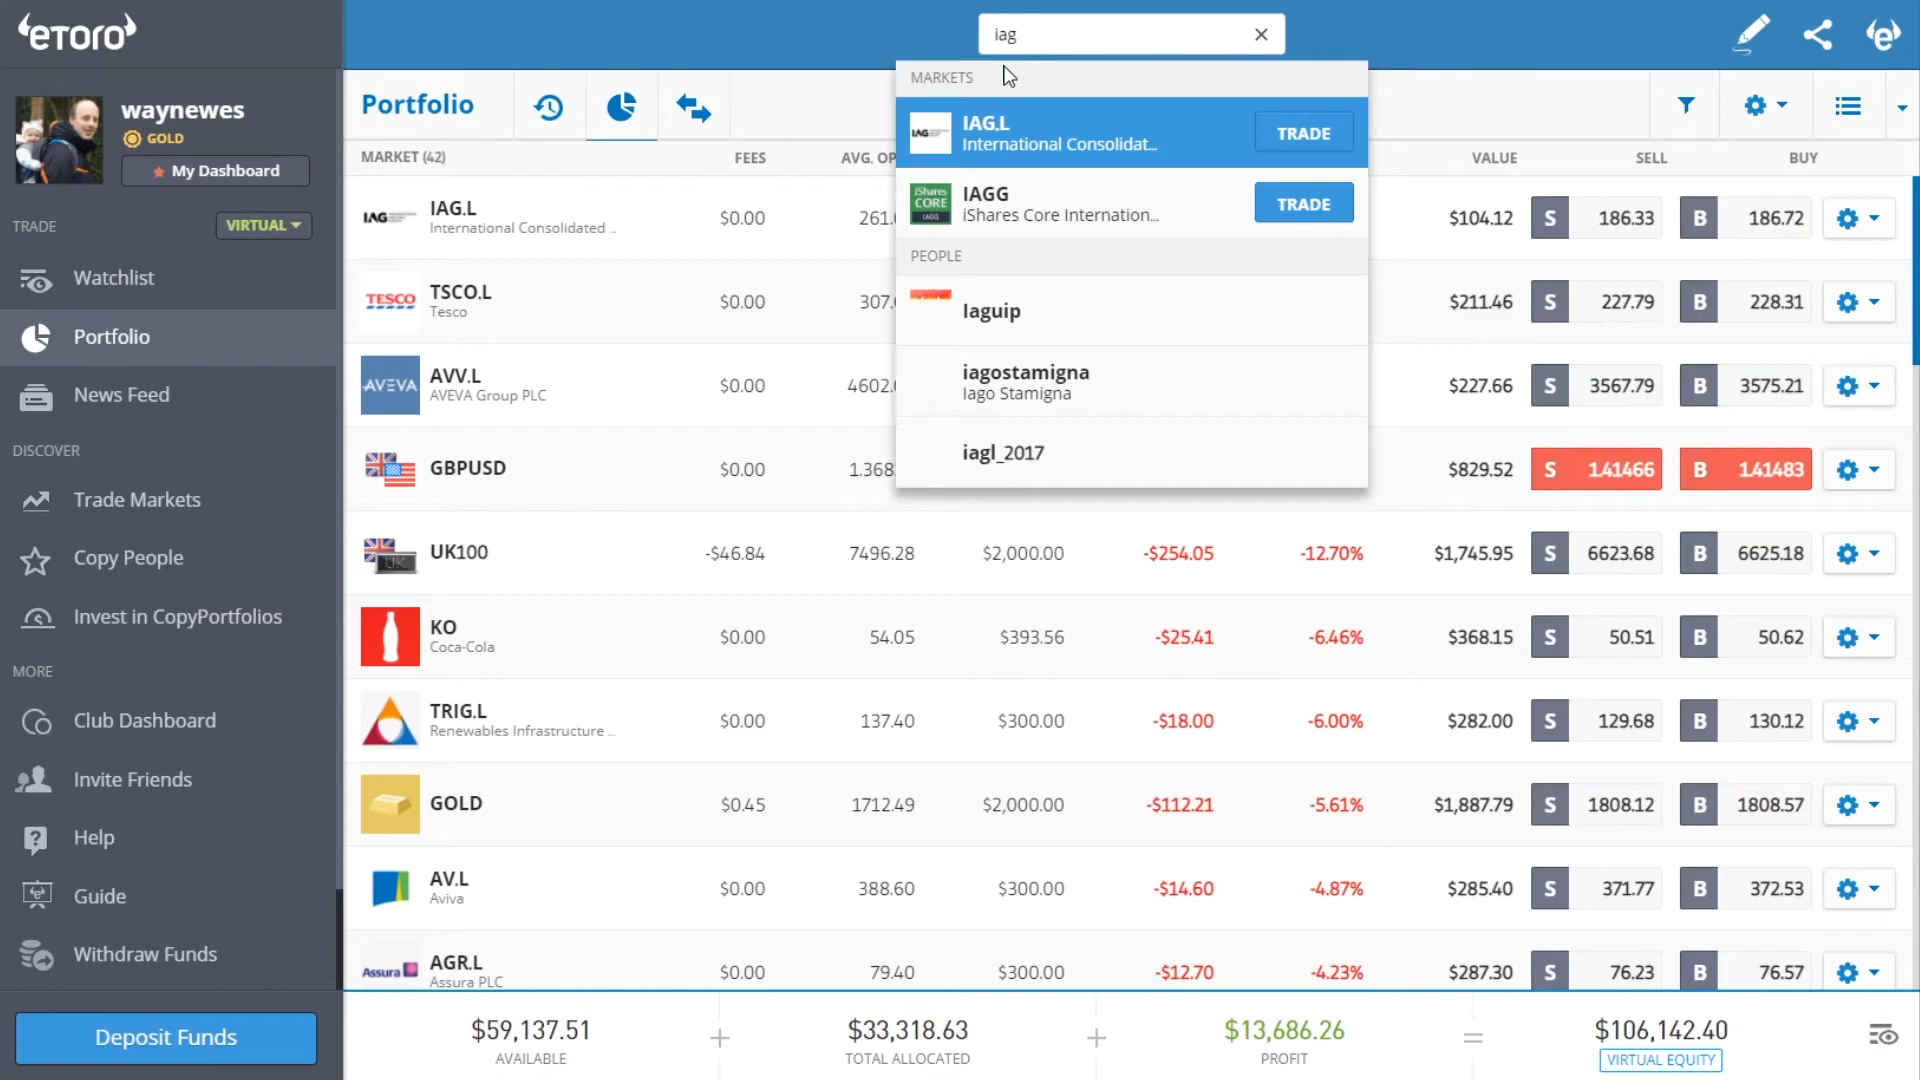 eTORO
iag
waynewes
GOLD
My Dashboard
TRADE
VIRTUAL
Watchlist
Portfolio
News Feed
DISCOVER
Trade Markets
Copy People
Invest in CopyPortfolios
MORE
Club Dashboard
Invite Friends
Help
Guide
Withdraw Funds
Deposit Funds
Portfolio
MARKETS
IAG.L
International Consolidat...
TRADE
IAGG
iShares Core Internation...
TRADE
PEOPLE
Iaguip
iagostamigna
Iago Stamigna
iagl_2017
MARKET (42) FEES AVG. OP VALUE SELL BUY
IAG IAG.L $0.00 261. $104.12 S 186.33 B 186.72
International Consolidated ..
TESCO TSCO.L $0.00 307. $211.46 S 227.79 B 228.31
Tesco
AVEVA AVV.L $0.00 4602. $227.66 S 3567.79 B 3575.21
AVEVA Group PLC
GBPUSD $0.00 1.368 $829.52 S 1.41466 B 1.41483
UK100 -$46.84 7496.28 $2,000.00 -$254.05 -12.70% $1,745.95 S 6623.68 B 6625.18
KO $0.00 54.05 $393.56 -$25.41 -6.46% $368.15 S 50.51 B 50.62
Coca-Cola
TRIG.L $0.00 137.40 $300.00 -$18.00 -6.00% $282.00 S 129.68 B 130.12
Renewables Infrastructure ..
GOLD $0.45 1712.49 $2,000.00 -$112.21 -5.61% $1,887.79 S 1808.12 B 1808.57
AV.L $0.00 388.60 $300.00 -$14.60 -4.87% $285.40 S 371.77 B 372.53
Aviva
Assura AGR.L $0.00 79.40 $300.00 -$12.70 -4.23% $287.30 S 76.23 B 76.57
Assura PLC
$59,137.51 + $33,318.63 + $13,686.26 = $106,142.40
AVAILABLE TOTAL ALLOCATED PROFIT VIRTUAL EQUITY